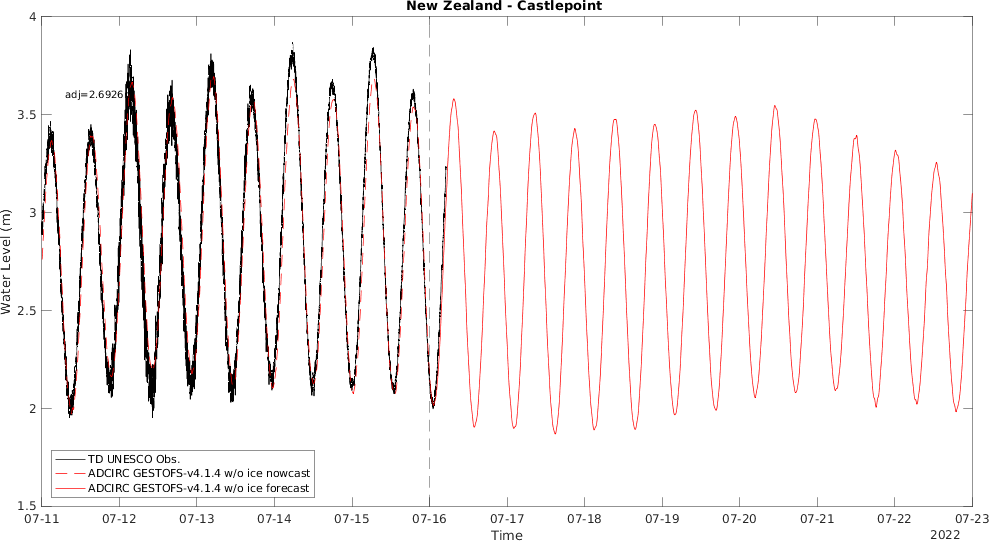 New Zealand - Castlepoint
4
3.5
3
2.5
2
1.5
Water Level (m)
adj=2.6926
TD UNESCO Obs.
ADCIRC GESTOFS-v4.1.4 w/o ice nowcast
ADCIRC GESTOFS-v4.1.4 w/o ice forecast
07-11 07-12 07-13 07-14 07-15 07-16 07-17 07-18 07-19 07-20 07-21 07-22 07-23
Time
2022